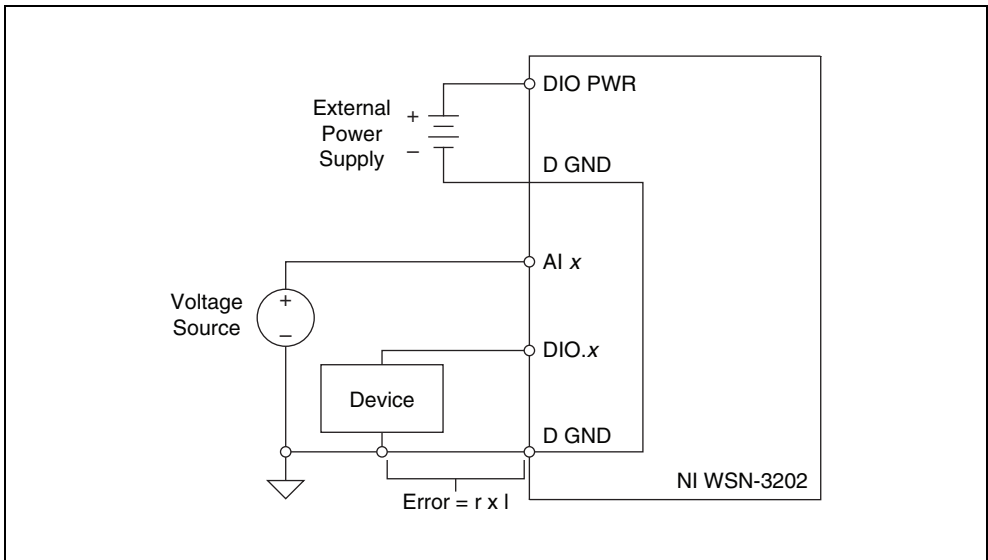 DIO PWR
External
Power
Supply
+
–
D GND
AI x
Voltage
Source
+
–
DIO.x
Device
D GND
NI WSN-3202
Error = r x I